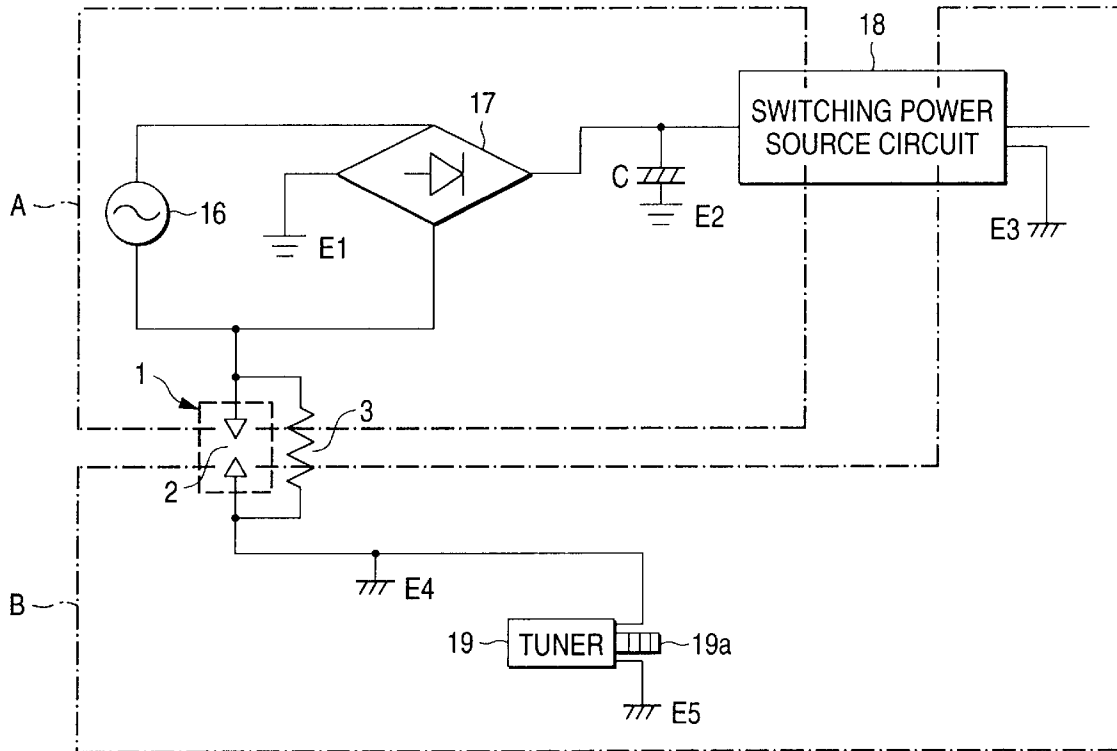 18
SWITCHING POWER
SOURCE CIRCUIT
17
A
16
C
E1
E2
E3
1
3
2
B
E4
19
TUNER
19a
E5